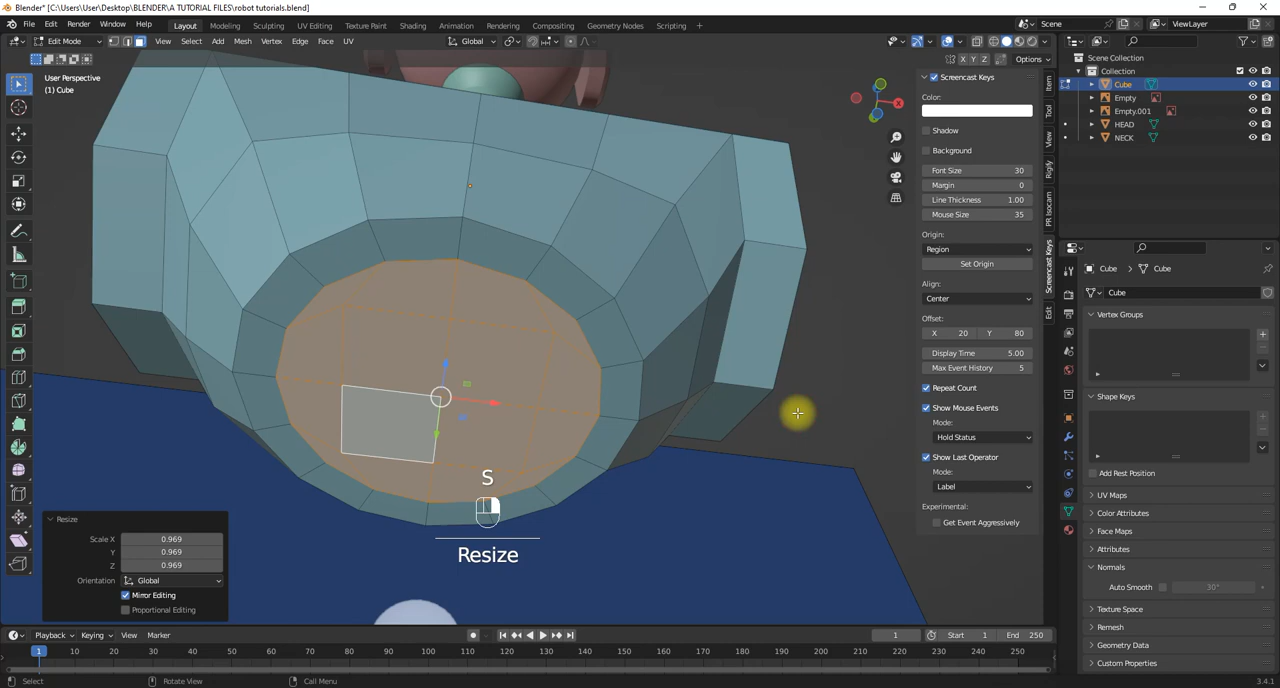 Blender* [C:\Users\User\Desktop\BLENDER\A TUTORIAL FILES\robot tutorials.blend]
File Edit Render Window Help Layout Modeling Sculpting UV Editing Texture Paint Shading Animation Rendering Compositing Geometry Nodes Scripting + Scene ViewLayer
Edit Mode View Select Add Mesh Vertex Edge Face UV Global
X Y Z Options
User Perspective
(1) Cube
Screencast Keys
Color:
Shadow
Background
Font Size 30
Margin 0
Line Thickness 1.00
Mouse Size 35
Origin:
Region
Set Origin
Align:
Center
Offset:
X 20 Y 80
Display Time 5.00
Max Event History 5
Repeat Count
Show Mouse Events
Mode:
Hold Status
Show Last Operator
Mode:
Label
Experimental:
Get Event Aggressively
Item
Tool
View
Rigify
PR Isocam
Screencast Keys
Edit
Scene Collection
Collection
Cube
Empty
Empty.001
HEAD
NECK
Cube Cube
Cube
Vertex Groups
Shape Keys
Add Rest Position
UV Maps
Color Attributes
Face Maps
Attributes
Normals
Auto Smooth 30°
Texture Space
Remesh
Geometry Data
Custom Properties
X
S
Resize
Resize
Scale X 0.969
Y 0.969
Z 0.969
Orientation Global
Mirror Editing
Proportional Editing
Playback Keying View Marker 1 Start 1 End 250
1 10 20 30 40 50 60 70 80 90 100 110 120 130 140 150 160 170 180 190 200 210 220 230 240 250
Select Rotate View Call Menu 3.4.1